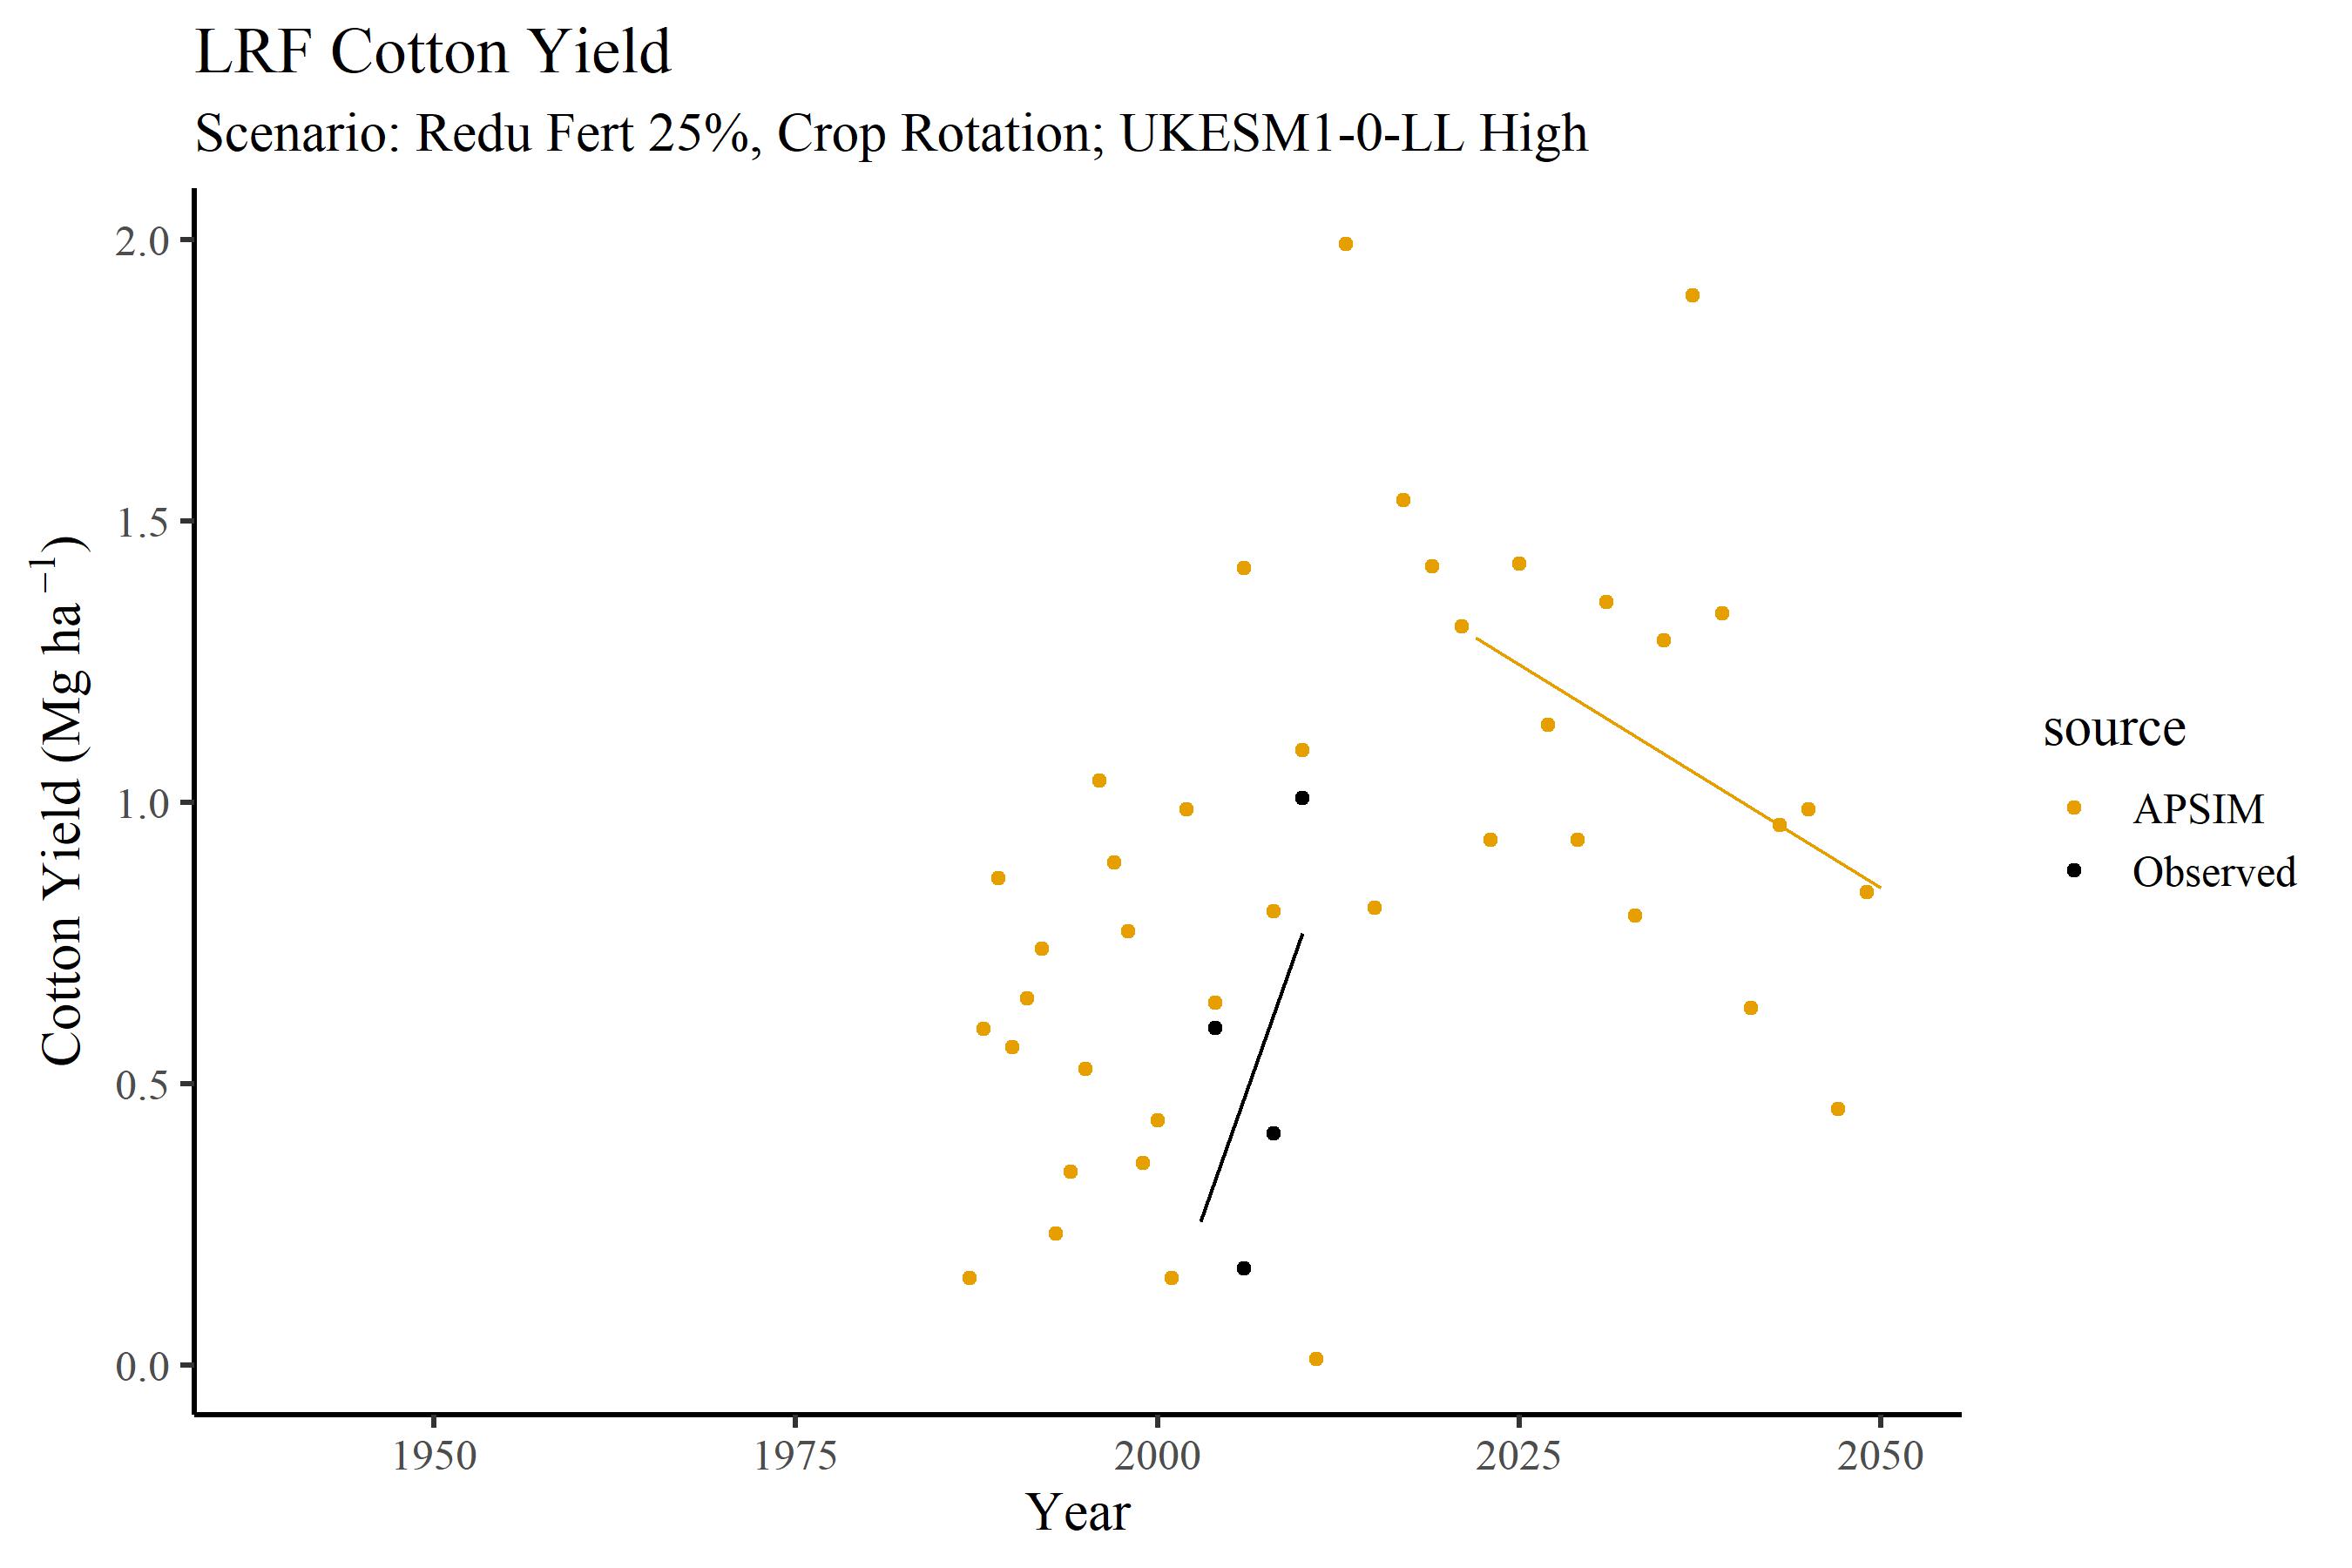 LRF Cotton Yield
Scenario: Redu Fert 25%, Crop Rotation; UKESM1-0-LL High
Cotton Yield (Mg ha⁻¹)
2.0
1.5
1.0
0.5
0.0
1950 1975 2000 2025 2050
Year
source
APSIM
Observed